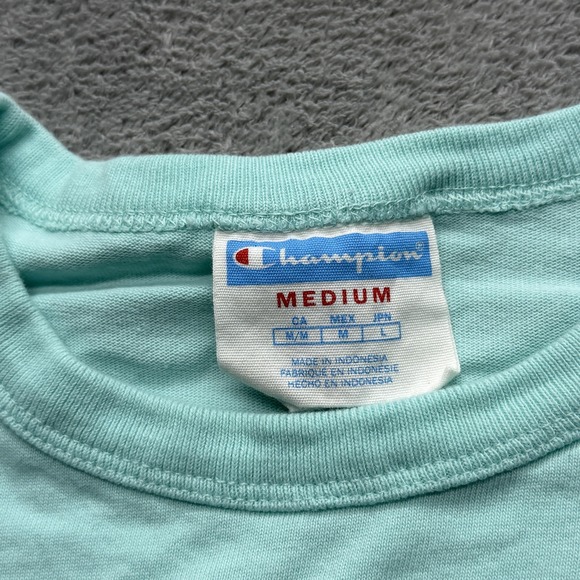 Champion
MEDIUM
CA MEX JPN
M/M M L
MADE IN INDONESIA
FABRIQUÉ EN INDONÉSIE
HECHO EN INDONESIA